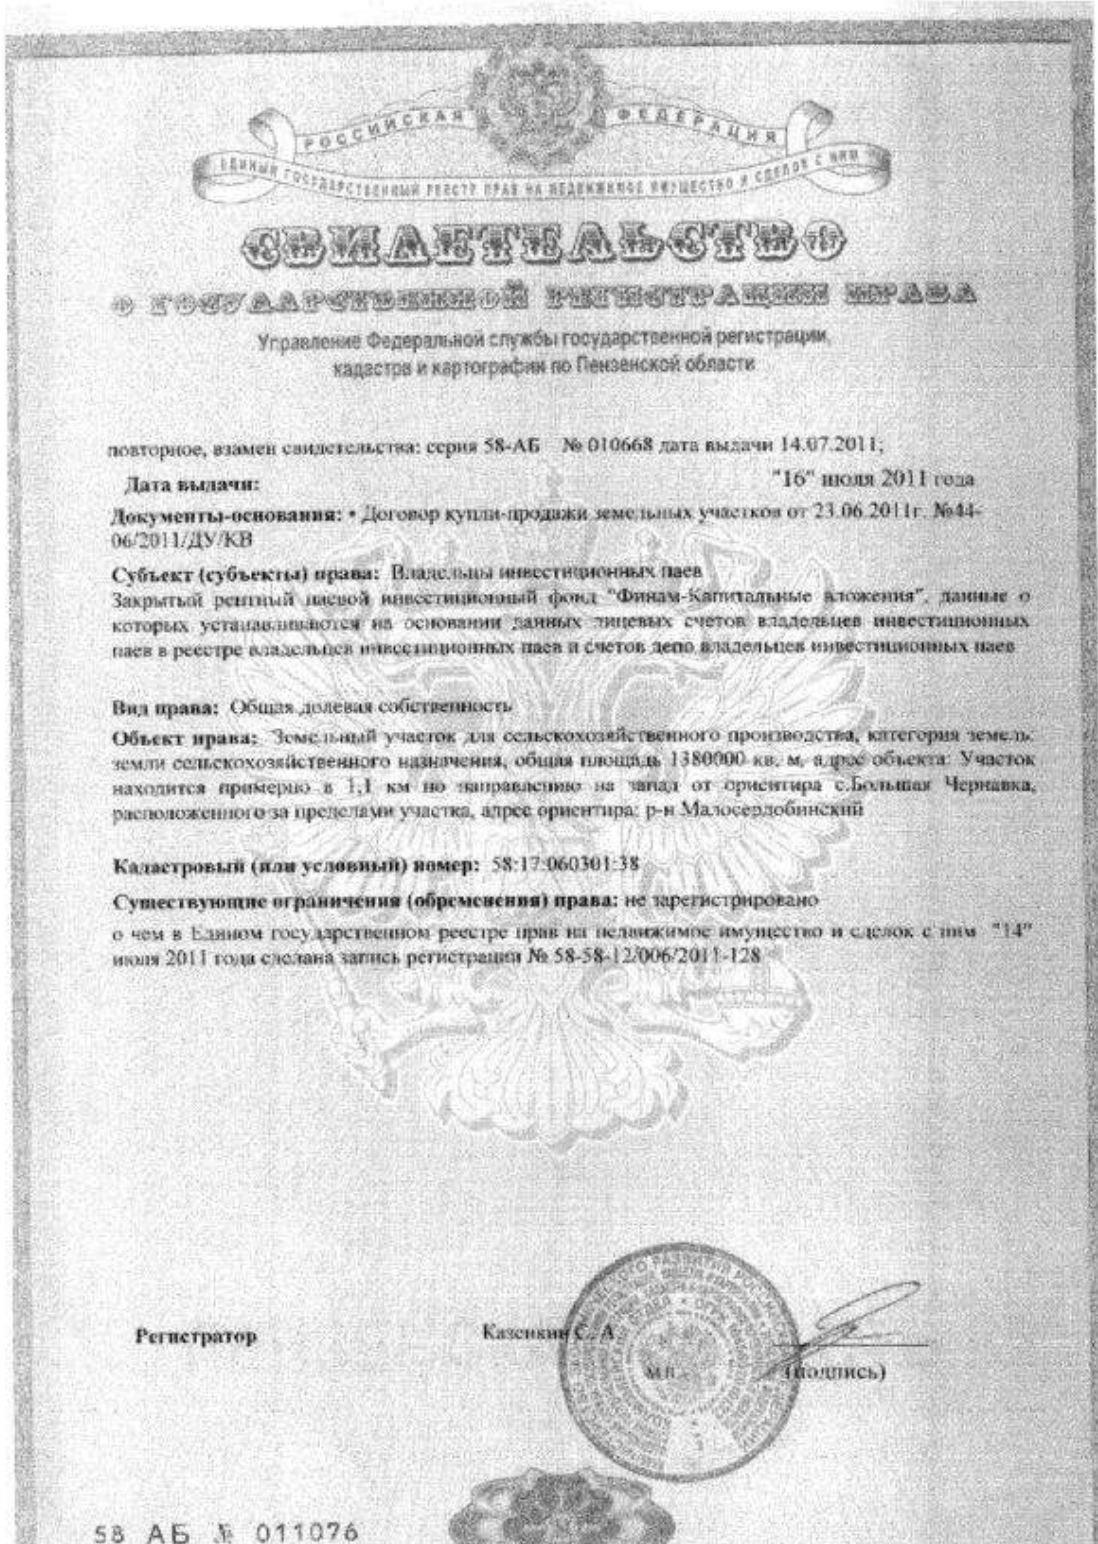 РОССИЙСКАЯ ФЕДЕРАЦИЯ
ЕДИНЫЙ ГОСУДАРСТВЕННЫЙ РЕЕСТР ПРАВ НА НЕДВИЖИМОЕ ИМУЩЕСТВО И СДЕЛОК С НИМ
СВИДЕТЕЛЬСТВО
О ГОСУДАРСТВЕННОЙ РЕГИСТРАЦИИ ПРАВА
Управление Федеральной службы государственной регистрации,
кадастра и картографии по Пензенской области
повторное, взамен свидетельства: серия 58-АБ № 010668 дата выдачи 14.07.2011;
Дата выдачи: "16" июля 2011 года
Документы-основания: • Договор купли-продажи земельных участков от 23.06.2011г. №44-
06/2011/ДУ/КВ
Субъект (субъекты) права: Владельцы инвестиционных паев
Закрытый рентный паевой инвестиционный фонд "Финам-Капитальные вложения", данные о
которых устанавливаются на основании данных лицевых счетов владельцев инвестиционных
паев в реестре владельцев инвестиционных паев и счетов депо владельцев инвестиционных паев
Вид права: Общая долевая собственность
Объект права: Земельный участок для сельскохозяйственного производства, категория земель:
земли сельскохозяйственного назначения, общая площадь 1380000 кв. м, адрес объекта: Участок
находится примерно в 1,1 км по направлению на запад от ориентира с.Большая Чернавка,
расположенного за пределами участка, адрес ориентира: р-н Малосердобинский
Кадастровый (или условный) номер: 58:17:060301:38
Существующие ограничения (обременения) права: не зарегистрировано
о чем в Едином государственном реестре прав на недвижимое имущество и сделок с ним "14"
июля 2011 года сделана запись регистрации № 58-58-12/006/2011-128
Регистратор Казенкин С. А.
М.П. (подпись)
58 АБ № 011076